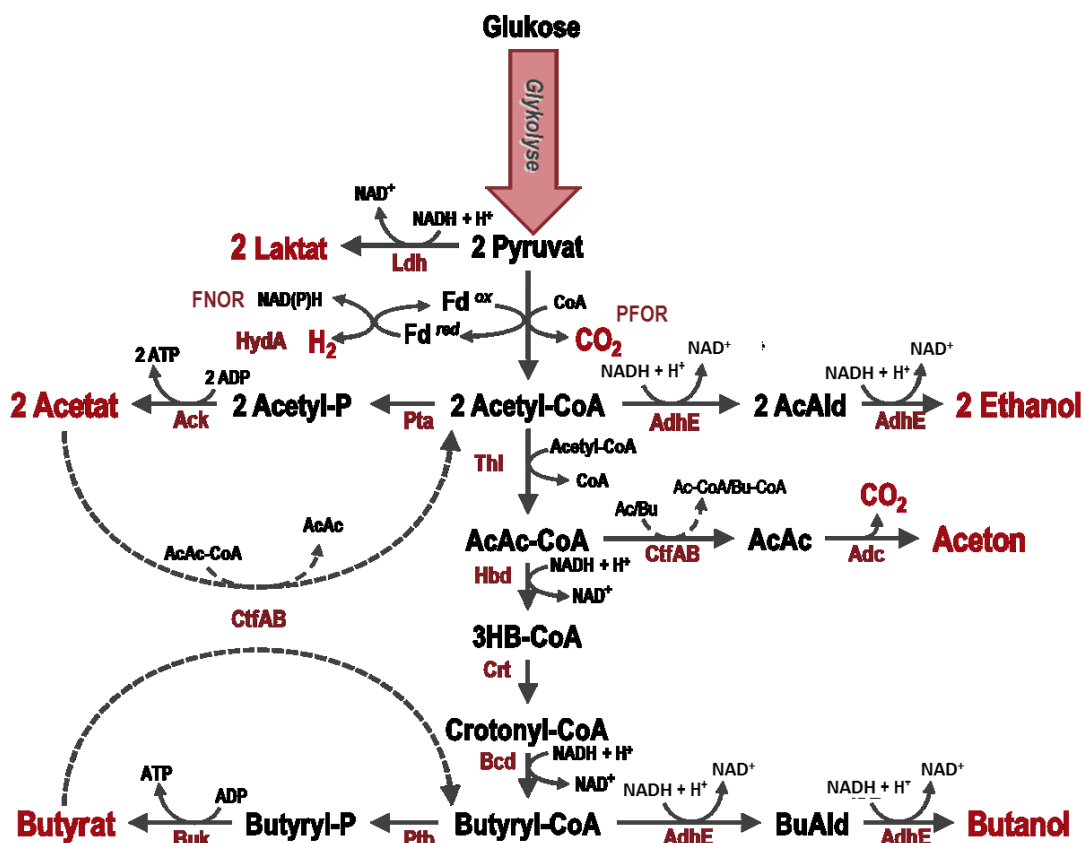 Glukose
Glykolyse
NAD⁺
NADH + H⁺
2 Laktat
Ldh
2 Pyruvat
FNOR
NAD(P)H
Fd ox
CoA
PFOR
HydA
H₂
Fd red
CO₂
2 ATP
2 ADP
NADH + H⁺
NAD⁺
NADH + H⁺
NAD⁺
2 Acetat
Ack
2 Acetyl-P
Pta
2 Acetyl-CoA
AdhE
2 AcAld
AdhE
2 Ethanol
Thl
Acetyl-CoA
CoA
AcAc-CoA
AcAc
Ac/Bu
Ac-CoA/Bu-CoA
CO₂
AcAc-CoA
CtfAB
AcAc
Adc
Aceton
Hbd
NADH + H⁺
NAD⁺
CtfAB
3HB-CoA
Crt
Crotonyl-CoA
Bcd
NADH + H⁺
NAD⁺
ATP
ADP
NADH + H⁺
NAD⁺
NADH + H⁺
NAD⁺
Butyrat
Buk
Butyryl-P
Ptb
Butyryl-CoA
AdhE
BuAld
AdhE
Butanol